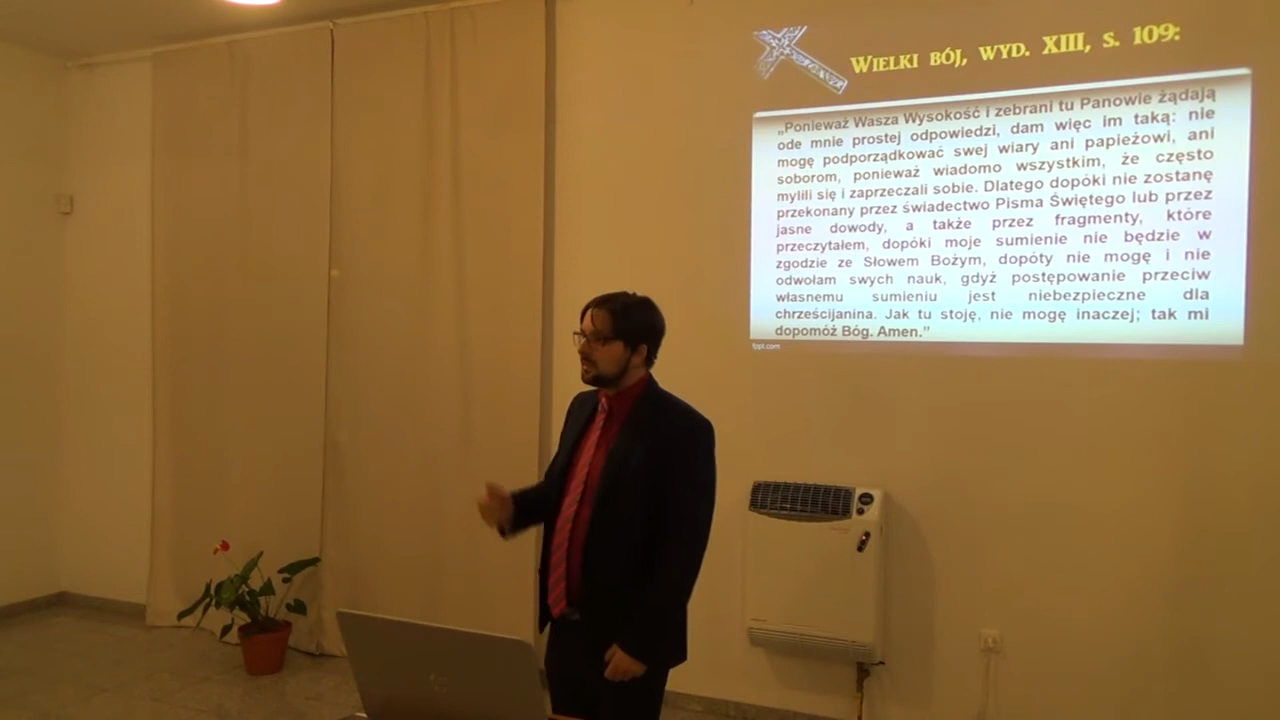 WIELKI BÓJ, WYD. XIII, S. 109:
„Ponieważ Wasza Wysokość i zebrani tu Panowie żądają
ode mnie prostej odpowiedzi, dam więc im taką: nie
mogę podporządkować swej wiary ani papieżowi, ani
soborom, ponieważ wiadomo wszystkim, że często
mylili się i zaprzeczali sobie. Dlatego dopóki nie zostanę
przekonany przez świadectwo Pisma Świętego lub przez
jasne dowody, a także przez fragmenty, które
przeczytałem, dopóki moje sumienie nie będzie w
zgodzie ze Słowem Bożym, dopóty nie mogę i nie
odwołam swych nauk, gdyż postępowanie przeciw
własnemu sumieniu jest niebezpieczne dla
chrześcijanina. Jak tu stoję, nie mogę inaczej; tak mi
dopomóż Bóg. Amen.”
fppt.com